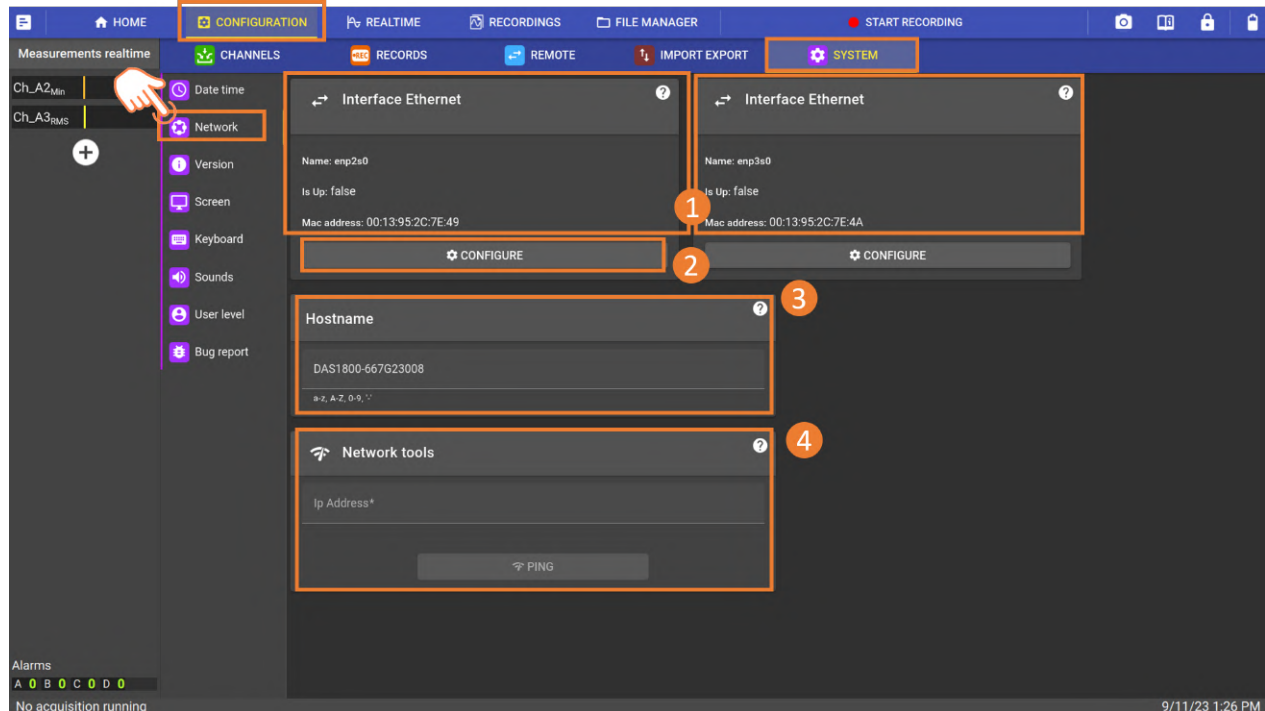 HOME
CONFIGURATION
REALTIME
RECORDINGS
FILE MANAGER
START RECORDING
Measurements realtime
CHANNELS
REC
RECORDS
REMOTE
IMPORT EXPORT
SYSTEM
Ch_A2Min
Ch_A3RMS
Date time
Network
Version
Screen
Keyboard
Sounds
User level
Bug report
Interface Ethernet
Name: enp2s0
Is Up: false
Mac address: 00:13:95:2C:7E:49
CONFIGURE
Interface Ethernet
Name: enp3s0
Is Up: false
Mac address: 00:13:95:2C:7E:4A
CONFIGURE
1
2
Hostname
3
DAS1800-667G23008
a-z, A-Z, 0-9, '-'
Network tools
4
Ip Address*
PING
Alarms
A 0 B 0 C 0 D 0
No acquisition running
9/11/23 1:26 PM